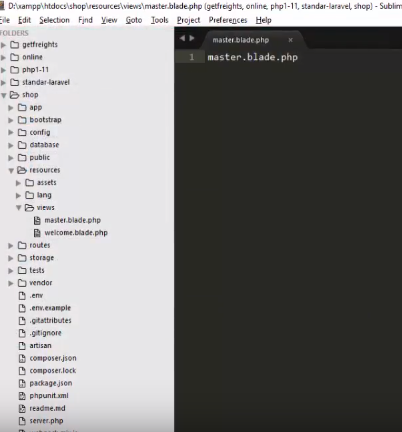 D:\xampp\htdocs\shop\resources\views\master.blade.php (getfreights, online, php1-11, standar-laravel, shop) - Sublim
File Edit Selection Find View Goto Tools Project Preferences Help
FOLDERS
master.blade.php ×
getfreights
1 master.blade.php
online
php1-11
standar-laravel
shop
app
bootstrap
config
database
public
resources
assets
lang
views
master.blade.php
welcome.blade.php
routes
storage
tests
vendor
.env
.env.example
.gitattributes
.gitignore
artisan
composer.json
composer.lock
package.json
phpunit.xml
readme.md
server.php